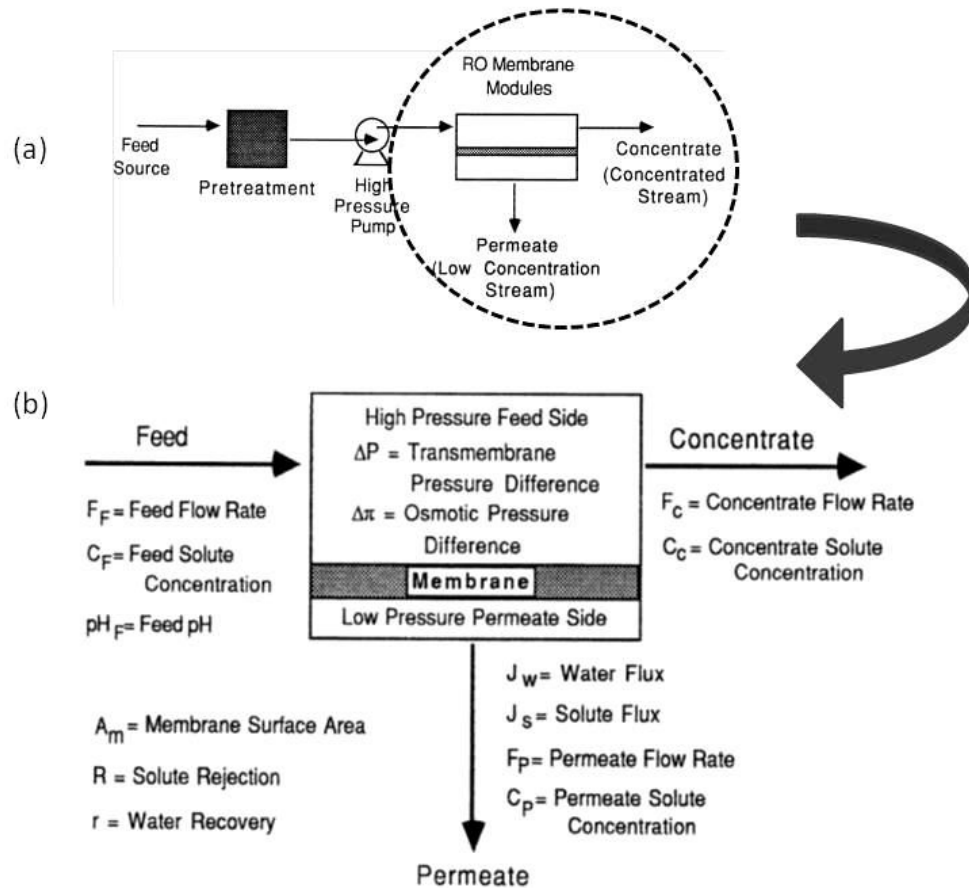 (a)
Feed
Source
Pretreatment
High
Pressure
Pump
RO Membrane
Modules
Concentrate
(Concentrated
Stream)
Permeate
(Low Concentration
Stream)
(b)
Feed
F_F = Feed Flow Rate
C_F = Feed Solute
Concentration
pH_F = Feed pH
High Pressure Feed Side
ΔP = Transmembrane
Pressure Difference
Δπ = Osmotic Pressure
Difference
Membrane
Low Pressure Permeate Side
Concentrate
F_c = Concentrate Flow Rate
C_c = Concentrate Solute
Concentration
A_m = Membrane Surface Area
R = Solute Rejection
r = Water Recovery
J_w = Water Flux
J_s = Solute Flux
F_P = Permeate Flow Rate
C_P = Permeate Solute
Concentration
Permeate